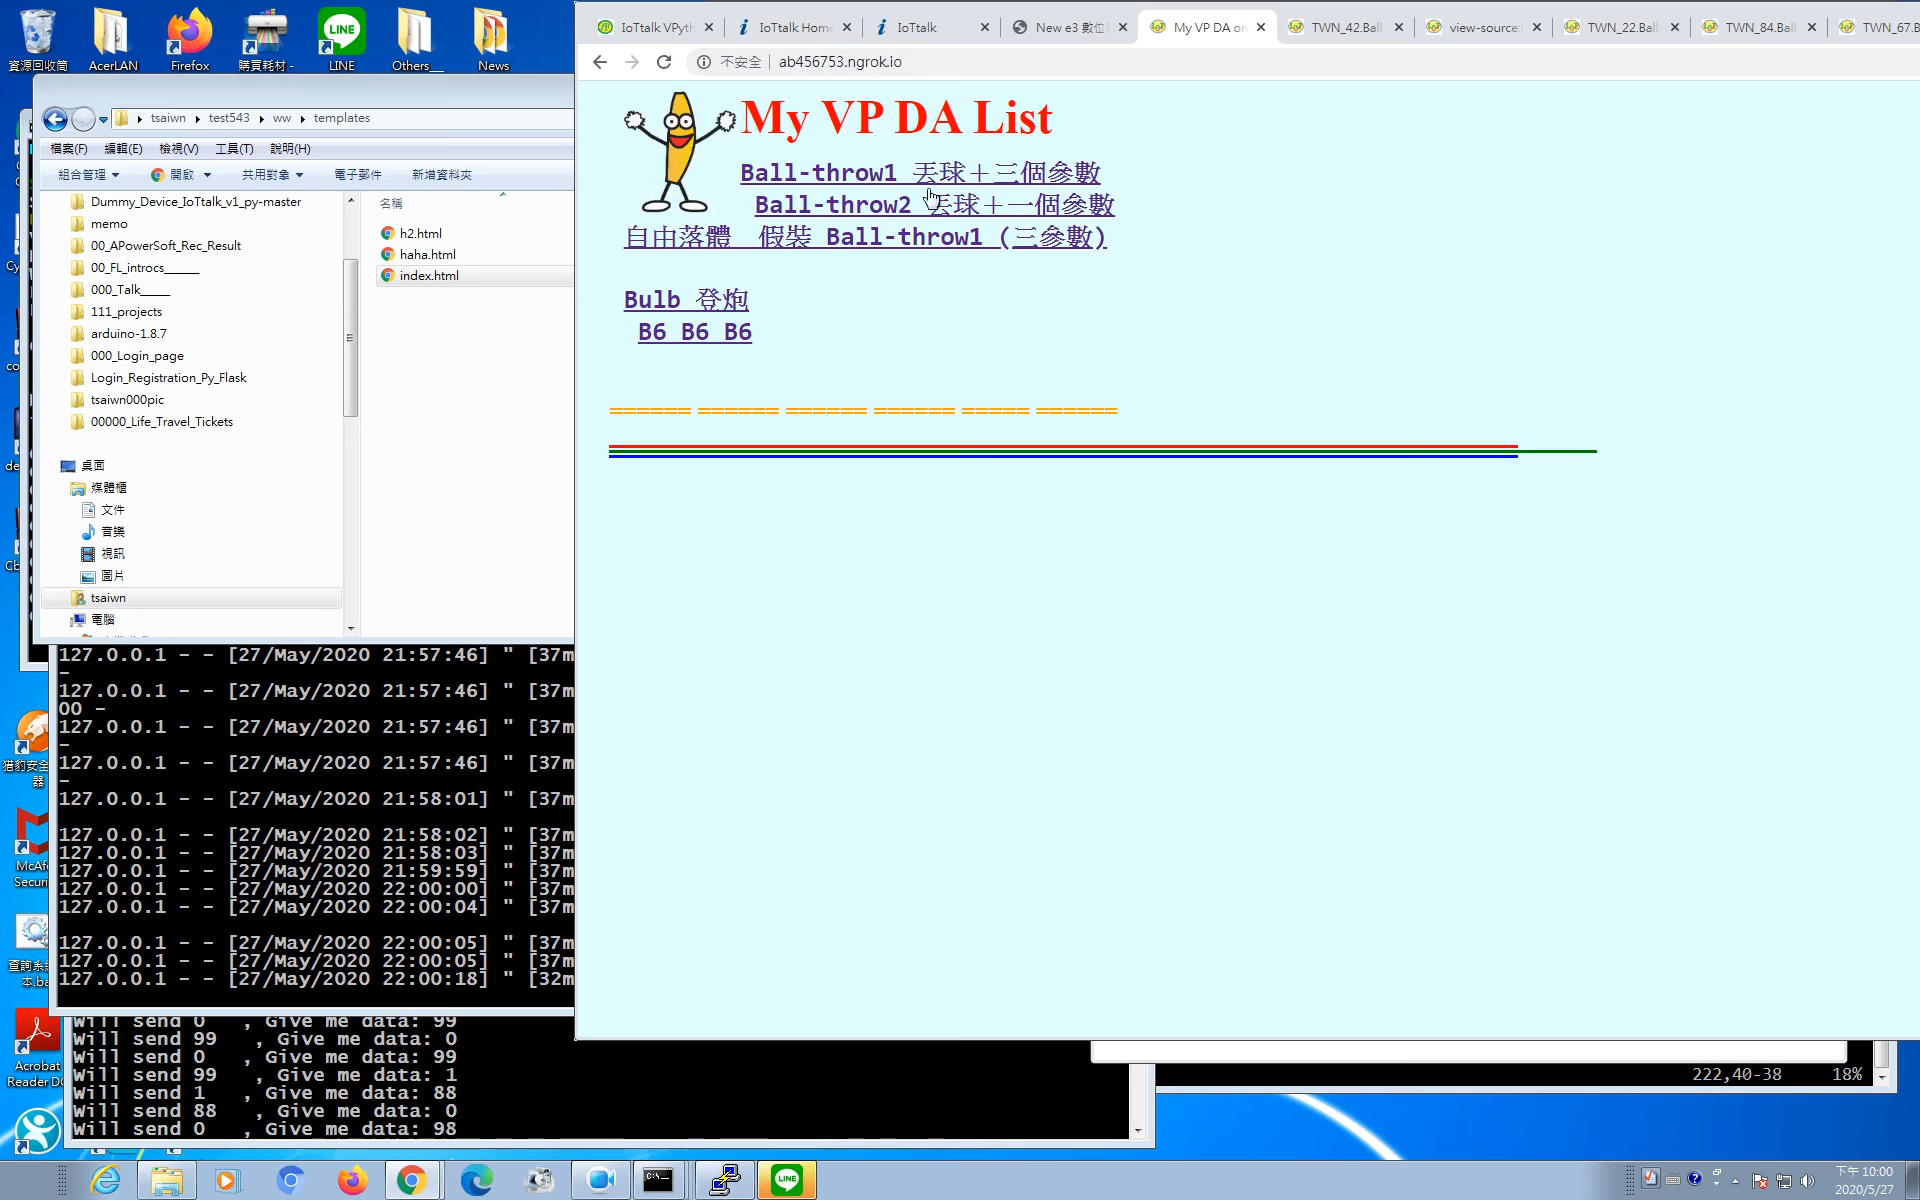 資源回收筒
AcerLAN
Firefox
購買耗材 -
LINE
Others__
News
tsaiwn
test543
ww
templates
檔案(F)
編輯(E)
檢視(V)
工具(T)
說明(H)
組合管理
開啟
共用對象
電子郵件
新增資料夾
Dummy_Device_IoTtalk_v1_py-master
memo
00_APowerSoft_Rec_Result
00_FL_introcs______
000_Talk_____
111_projects
arduino-1.8.7
000_Login_page
Login_Registration_Py_Flask
tsaiwn000pic
00000_Life_Travel_Tickets
桌面
媒體櫃
文件
音樂
視訊
圖片
tsaiwn
電腦
名稱
h2.html
haha.html
index.html
IoTtalk VPyth
IoTtalk Home
IoTtalk
New e3 數位
My VP DA on
TWN_42.Ball
view-source:
TWN_22.Ball
TWN_84.Ball
TWN_67.B
不安全
ab456753.ngrok.io
My VP DA List
Ball-throw1 丟球＋三個參數
Ball-throw2 丟球＋一個參數
自由落體 假裝 Ball-throw1 (三參數)
Bulb 登炮
B6 B6 B6
====== ====== ====== ====== ===== ======
127.0.0.1 - - [27/May/2020 21:57:46] " [37m
-
127.0.0.1 - - [27/May/2020 21:57:46] " [37m
00 -
127.0.0.1 - - [27/May/2020 21:57:46] " [37m
-
127.0.0.1 - - [27/May/2020 21:57:46] " [37m
-
127.0.0.1 - - [27/May/2020 21:58:01] " [37m
127.0.0.1 - - [27/May/2020 21:58:02] " [37m
127.0.0.1 - - [27/May/2020 21:58:03] " [37m
127.0.0.1 - - [27/May/2020 21:59:59] " [37m
127.0.0.1 - - [27/May/2020 22:00:00] " [37m
127.0.0.1 - - [27/May/2020 22:00:04] " [37m
127.0.0.1 - - [27/May/2020 22:00:05] " [37m
127.0.0.1 - - [27/May/2020 22:00:05] " [37m
127.0.0.1 - - [27/May/2020 22:00:18] " [32m
Will send 0 , Give me data: 99
Will send 99 , Give me data: 0
Will send 0 , Give me data: 99
Will send 99 , Give me data: 1
Will send 1 , Give me data: 88
Will send 88 , Give me data: 0
Will send 0 , Give me data: 98
222,40-38 18%
McAf
Securi
Acrobat
Reader DC
下午 10:00
2020/5/27